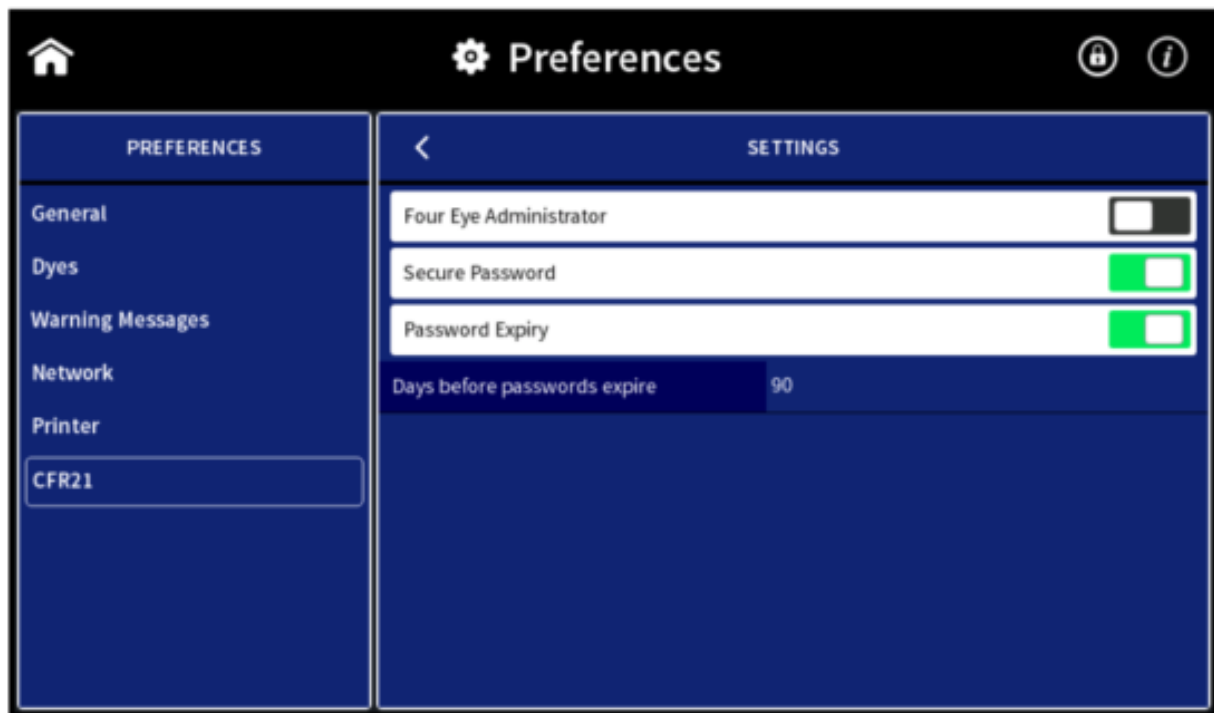 Preferences
PREFERENCES
General
Dyes
Warning Messages
Network
Printer
CFR21
SETTINGS
Four Eye Administrator
Secure Password
Password Expiry
Days before passwords expire 90